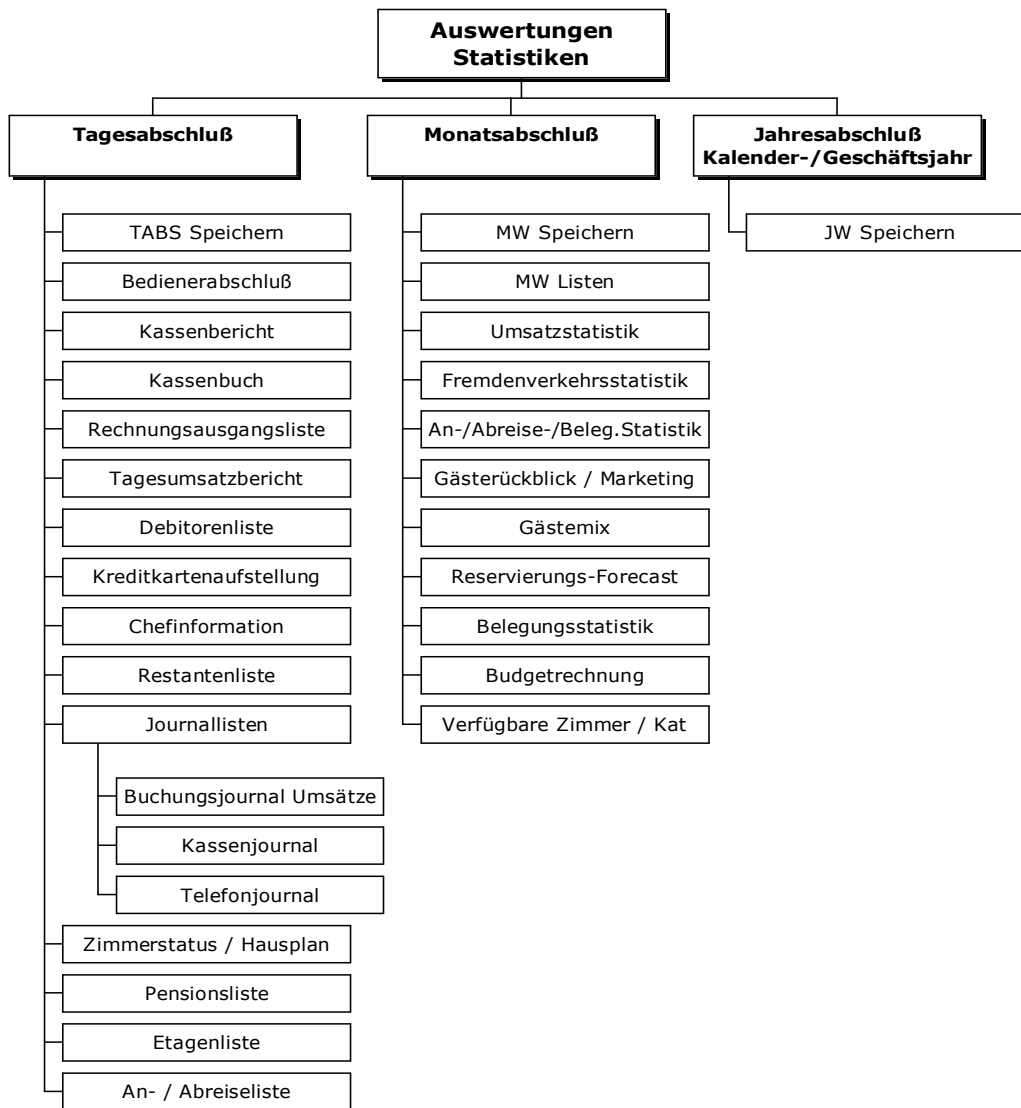 Auswertungen
Statistiken
Tagesabschluß
TABS Speichern
Bedienerabschluß
Kassenbericht
Kassenbuch
Rechnungsausgangsliste
Tagesumsatzbericht
Debitorenliste
Kreditkartenaufstellung
Chefinformation
Restantenliste
Journallisten
Buchungsjournal Umsätze
Kassenjournal
Telefonjournal
Zimmerstatus / Hausplan
Pensionsliste
Etagenliste
An- / Abreiseliste
Monatsabschluß
MW Speichern
MW Listen
Umsatzstatistik
Fremdenverkehrsstatistik
An-/Abreise-/Beleg.Statistik
Gästerückblick / Marketing
Gästemix
Reservierungs-Forecast
Belegungsstatistik
Budgetrechnung
Verfügbare Zimmer / Kat
Jahresabschluß
Kalender-/Geschäftsjahr
JW Speichern